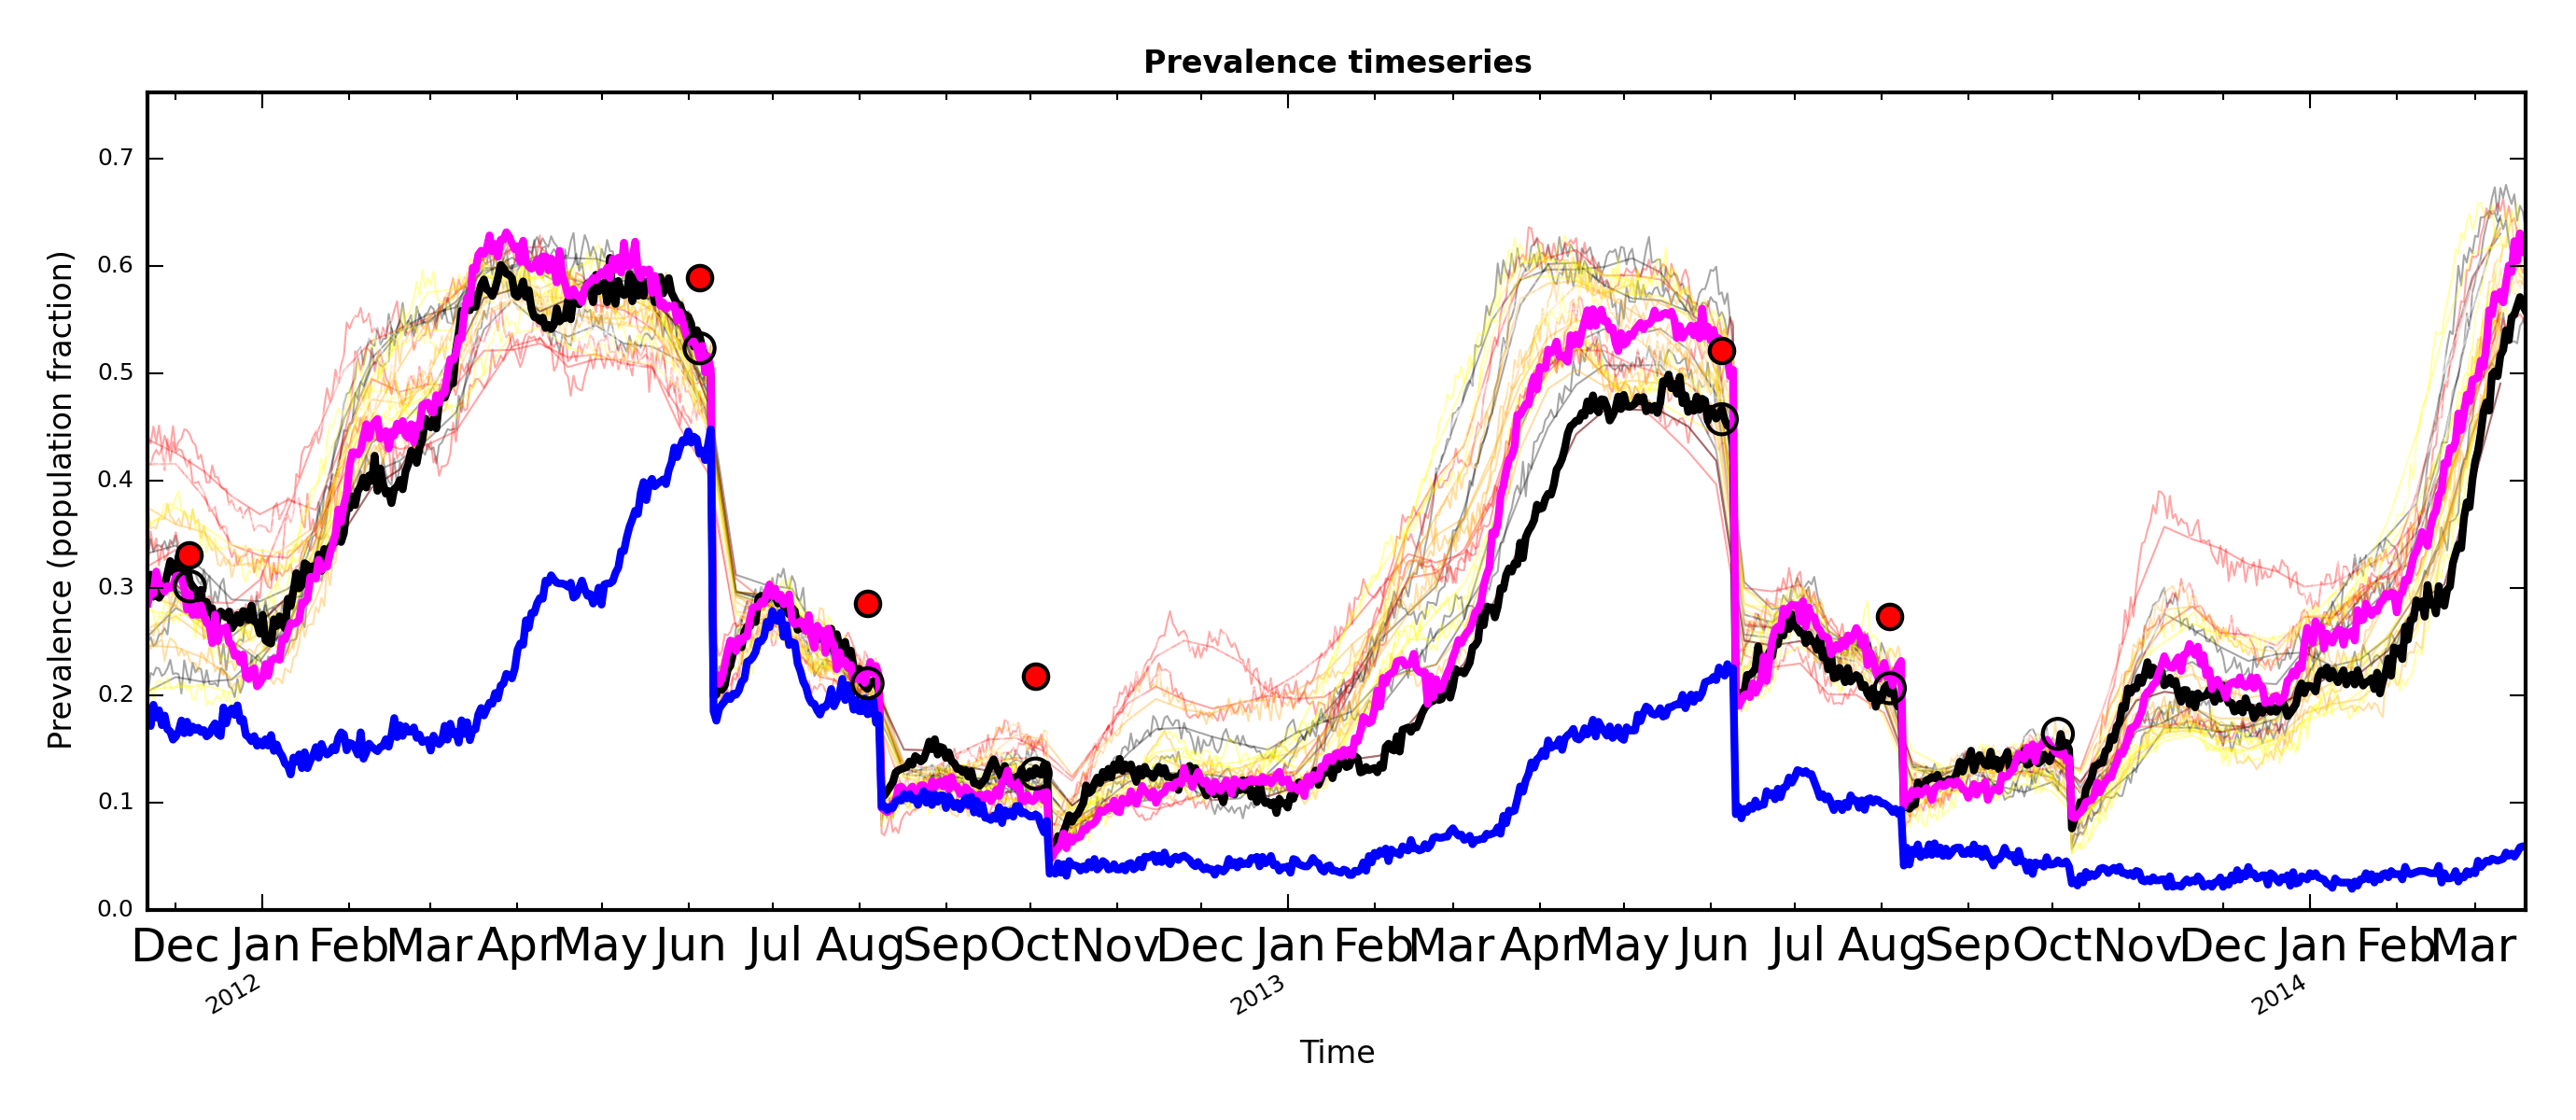 Prevalence timeseries
Prevalence (population fraction)
0.7
0.6
0.5
0.4
0.3
0.2
0.1
0.0
Dec Jan Feb Mar Apr May Jun Jul Aug Sep Oct Nov Dec Jan Feb Mar Apr May Jun Jul Aug Sep Oct Nov Dec Jan Feb Mar
2012 2013 2014
Time